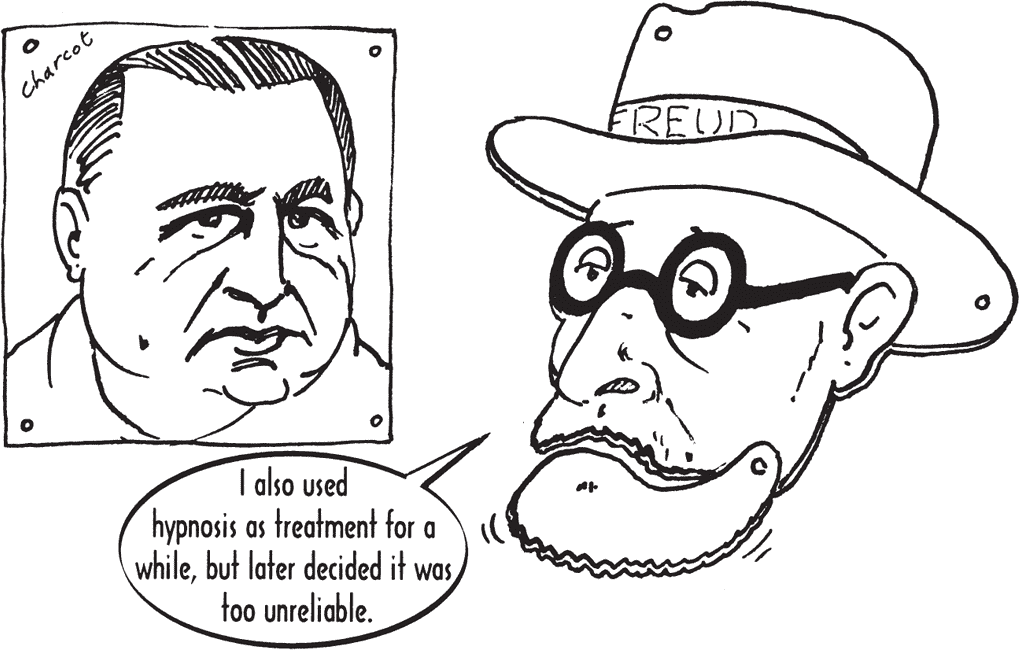 Charcot
FREUD
I also used
hypnosis as treatment for a
while, but later decided it was
too unreliable.